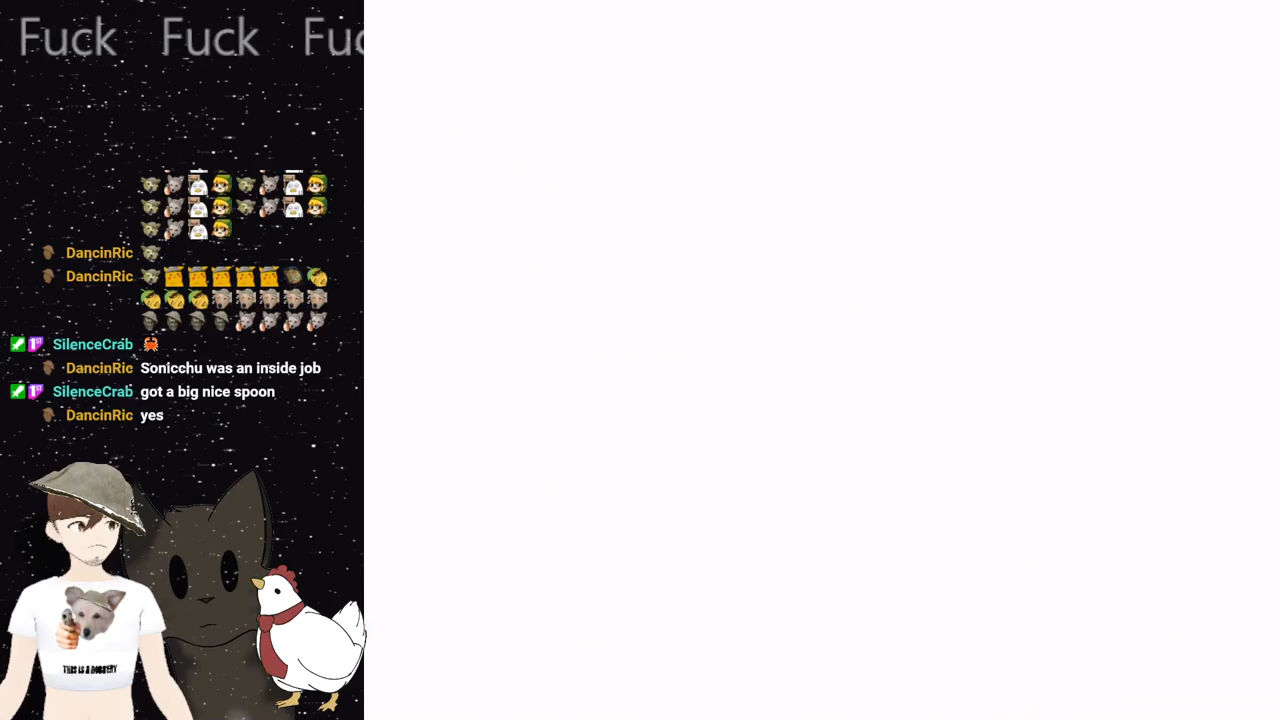 Fuck Fuck Fuc
DancinRic
DancinRic
SilenceCrab 🦀
DancinRic Sonicchu was an inside job
SilenceCrab got a big nice spoon
DancinRic yes
THIS IS A ROBBERY